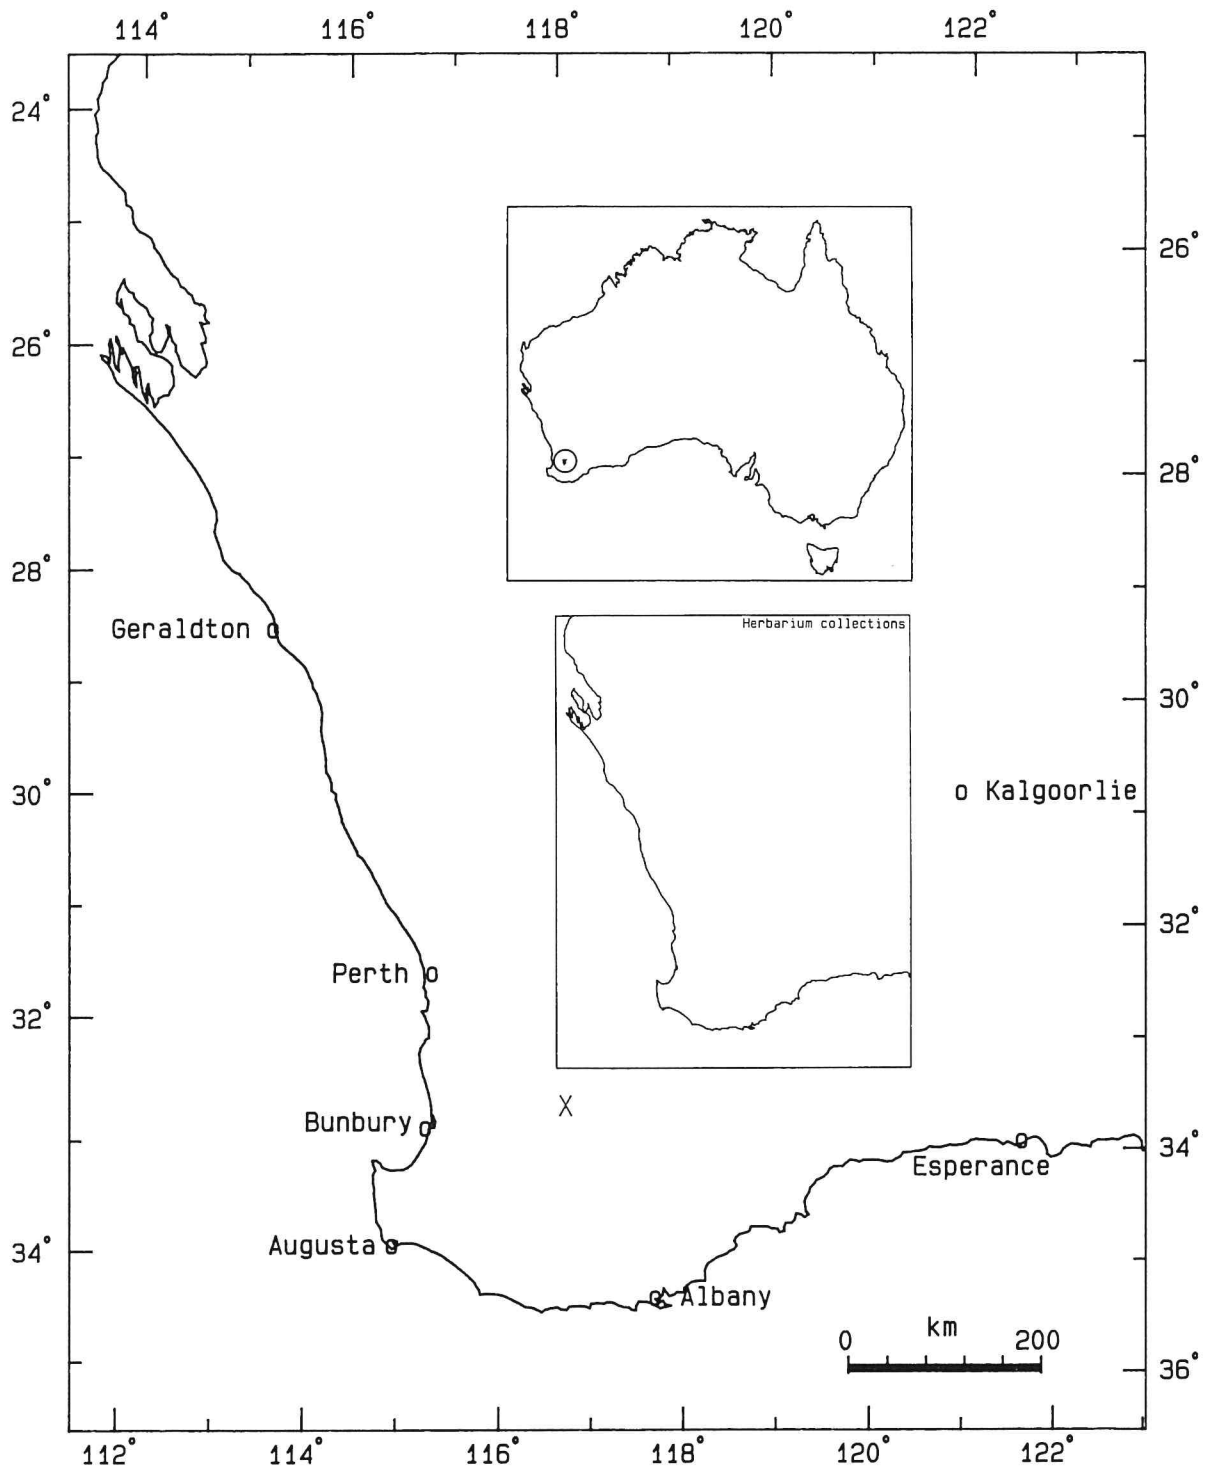 114° 116° 118° 120° 122°
24°
26°
26°
28°
28°
Herbarium collections
Geraldton
30°
30°
Kalgoorlie
32°
Perth
32°
X
Bunbury
34°
Esperance
Augusta
34°
Albany
km
0 200
36°
112° 114° 116° 118° 120° 122°